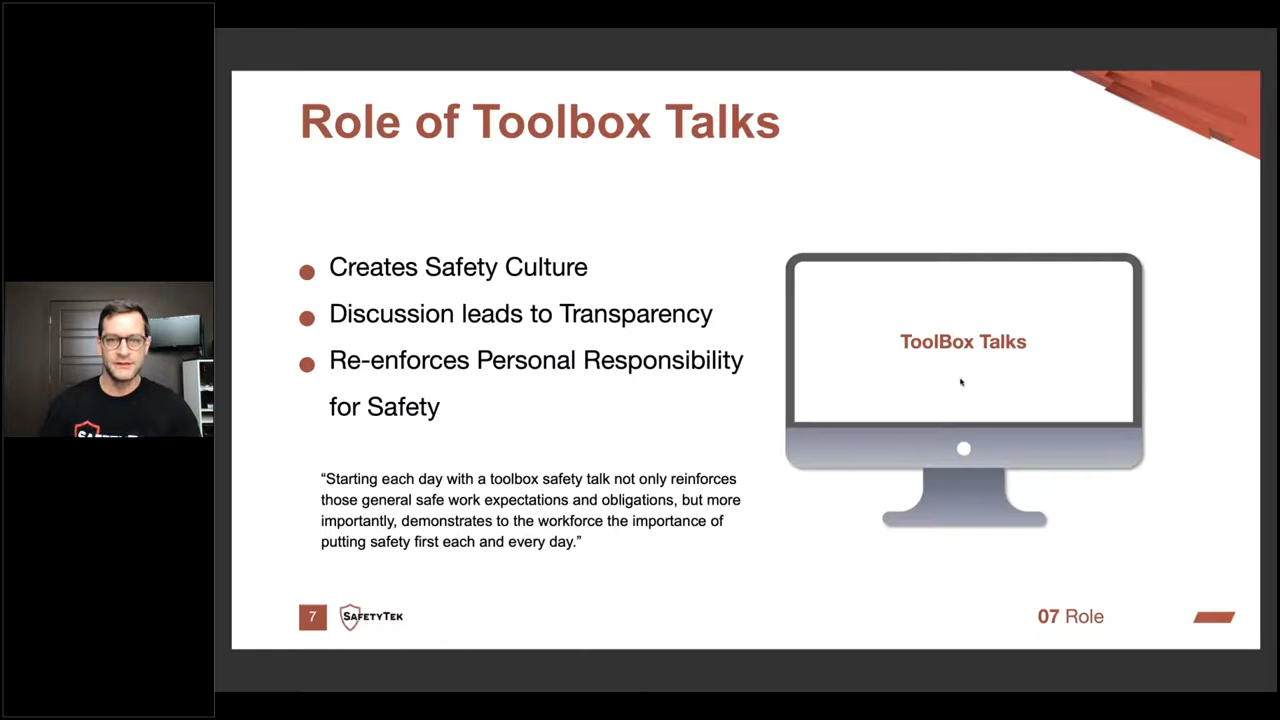 Role of Toolbox Talks
Creates Safety Culture
Discussion leads to Transparency
Re-enforces Personal Responsibility
for Safety
“Starting each day with a toolbox safety talk not only reinforces
those general safe work expectations and obligations, but more
importantly, demonstrates to the workforce the importance of
putting safety first each and every day.”
ToolBox Talks
7
SAFETYTEK
07 Role